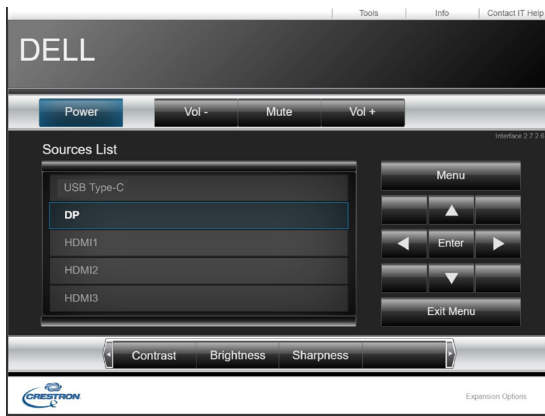 Tools Info Contact IT Help
DELL
Power Vol - Mute Vol +
Interface 2.7.2.6
Sources List
USB Type-C
DP
HDMI1
HDMI2
HDMI3
Menu
Enter
Exit Menu
Contrast Brightness Sharpness
CRESTRON
Expansion Options